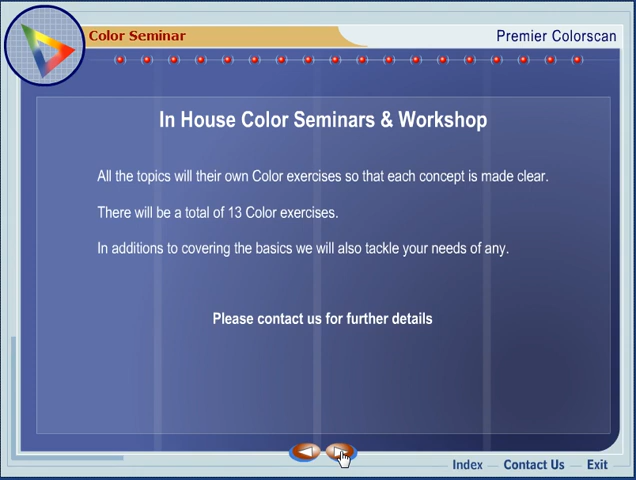 Color Seminar
Premier Colorscan
In House Color Seminars & Workshop
All the topics will their own Color exercises so that each concept is made clear.
There will be a total of 13 Color exercises.
In additions to covering the basics we will also tackle your needs of any.
Please contact us for further details
Index — Contact Us — Exit